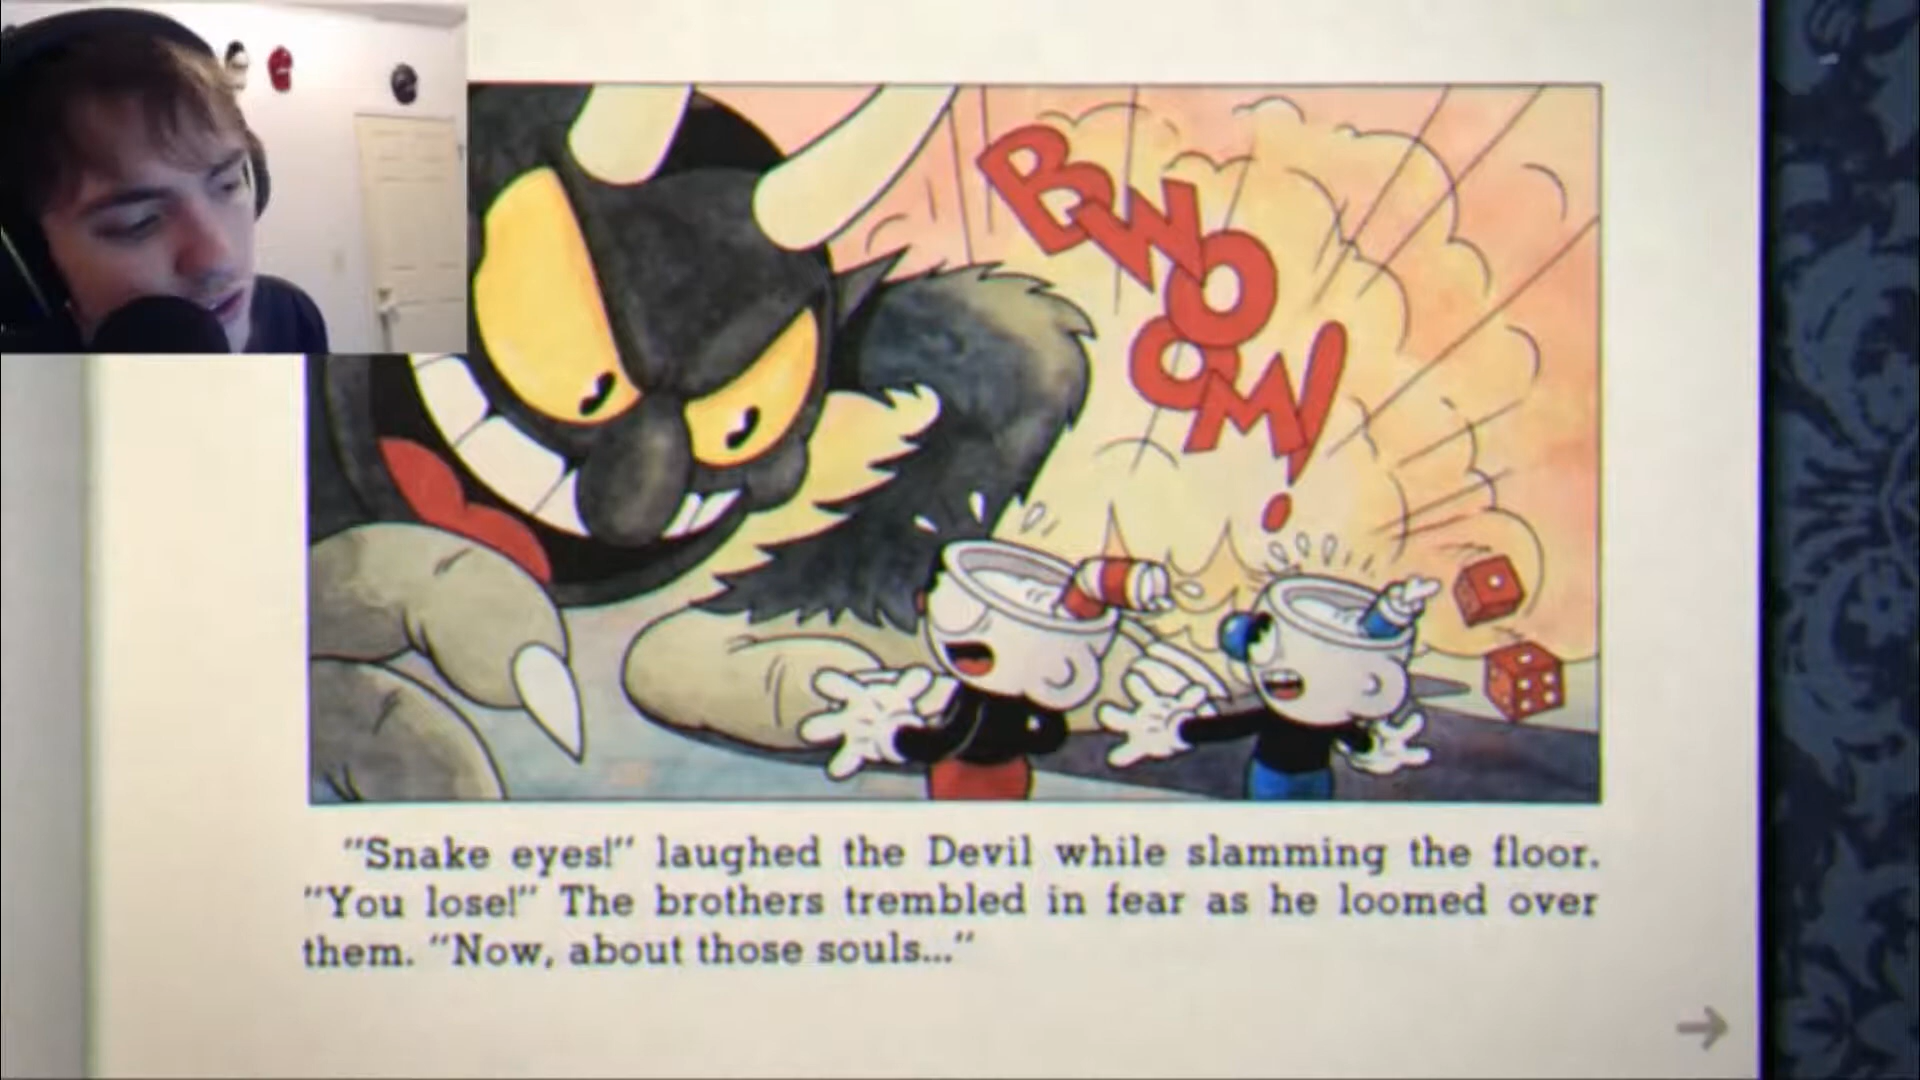 BWOOM!
"Snake eyes!" laughed the Devil while slamming the floor.
"You lose!" The brothers trembled in fear as he loomed over
them. "Now, about those souls..."